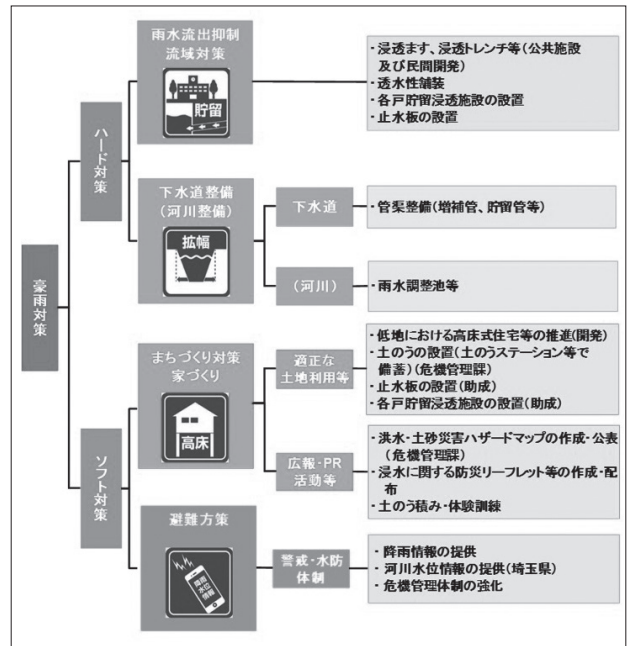 豪雨対策
ハード対策
雨水流出抑制
流域対策
貯留
・浸透ます、浸透トレンチ等(公共施設
及び民間開発)
・透水性舗装
・各戸貯留浸透施設の設置
・止水板の設置
下水道整備
(河川整備)
拡幅
下水道
・管渠整備(増補管、貯留管等)
(河川)
・雨水調整池等
ソフト対策
まちづくり対策
家づくり
高床
適正な
土地利用等
・低地における高床式住宅等の推進(開発)
・土のうの設置(土のうステーション等で
備蓄)(危機管理課)
・止水板の設置(助成)
・各戸貯留浸透施設の設置(助成)
広報・PR
活動等
・洪水・土砂災害ハザードマップの作成・公表
(危機管理課)
・浸水に関する防災リーフレット等の作成・配
布
・土のう積み・体験訓練
避難方策
降雨
水位
情報
警戒・水防
体制
・降雨情報の提供
・河川水位情報の提供(埼玉県)
・危機管理体制の強化